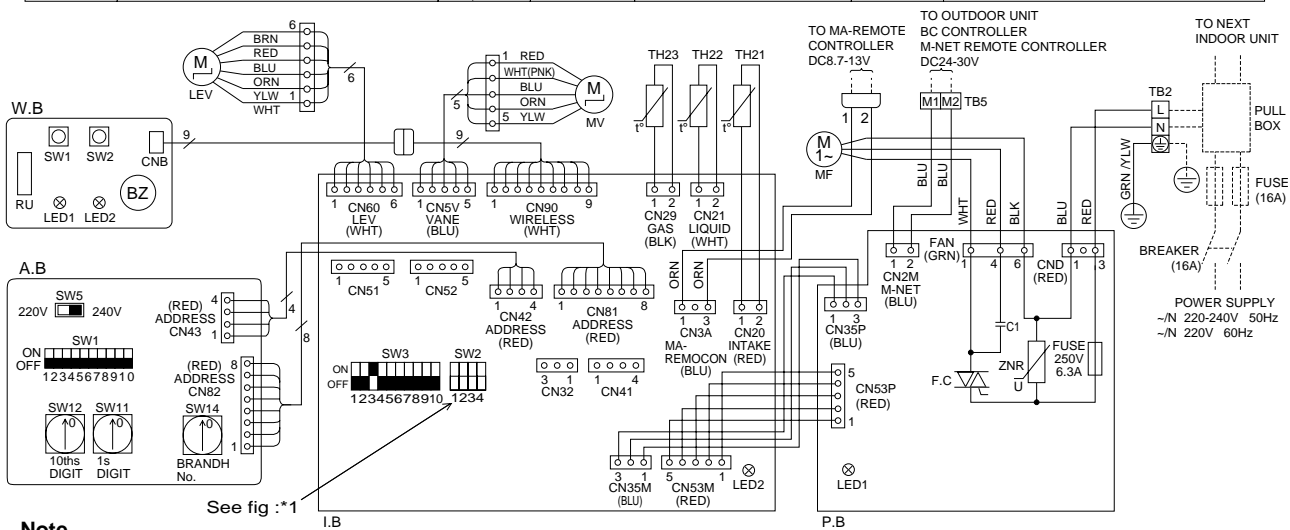 6
BRN
RED
BLU
ORN
YLW
WHT
1
M
LEV
6
1
RED
WHT(PNK)
BLU
ORN
5
YLW
5
M
MV
TH23
TH22
TH21
t°
t°
t°
TO MA-REMOTE
CONTROLLER
DC8.7-13V
TO OUTDOOR UNIT
BC CONTROLLER
M-NET REMOTE CONTROLLER
DC24-30V
M1 M2 TB5
1 2
TO NEXT
INDOOR UNIT
TB2
L
N
PULL
BOX
GRN /YLW
FUSE
(16A)
BREAKER
(16A)
POWER SUPPLY
~/N 220-240V 50Hz
~/N 220V 60Hz
W.B
SW1 SW2
CNB
9
9
RU
LED1 LED2
BZ
1 6
CN60
LEV
(WHT)
1 5
CN5V
VANE
(BLU)
1 9
CN90
WIRELESS
(WHT)
1 2
CN29
GAS
(BLK)
1 2
CN21
LIQUID
(WHT)
M
1~
MF
BLU
BLU
WHT
RED
BLK
BLU
RED
1 2
CN2M
M-NET
(BLU)
FAN
(GRN)
1 4 6
CND
(RED)
1 3
A.B
SW5
220V 240V
(RED)
ADDRESS
CN43
4
1
4
8
SW1
ON
OFF
12345678910
(RED)
ADDRESS
CN82
8
1
SW12
0
10ths
DIGIT
SW11
0
1s
DIGIT
SW14
0
BRANDH
No.
1 5
CN51
1 5
CN52
1 4
CN42
ADDRESS
(RED)
1 8
CN81
ADDRESS
(RED)
ORN
ORN
1 3
CN3A
MA-
REMOCON
(BLU)
1 2
CN20
INTAKE
(RED)
1 3
CN35P
(BLU)
SW3
ON
OFF
12345678910
SW2
1234
3 1
CN32
1 4
CN41
5
1
CN53P
(RED)
C1
F.C
ZNR
U
FUSE
250V
6.3A
3 1
CN35M
(BLU)
5 1
CN53M
(RED)
LED2
LED1
See fig :*1
I.B
P.B
Note